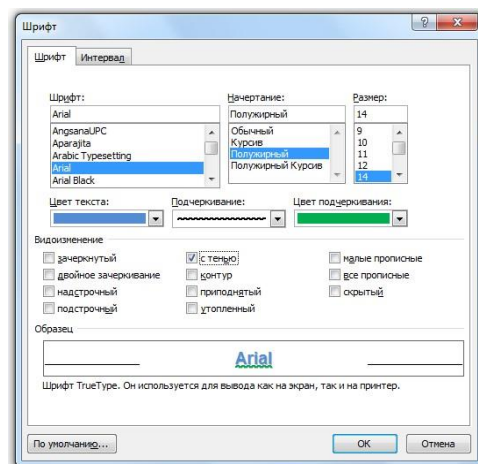 Шрифт
Шрифт Интервал
Шрифт: Начертание: Размер:
Arial Полужирный 14
AngsanaUPC Обычный 9
Aparajita Курсив 10
Arabic Typesetting Полужирный 11
Arial Полужирный Курсив 12
Arial Black 14
Цвет текста: Подчеркивание: Цвет подчеркивания:
Видоизменение
зачеркнутый с тенью малые прописные
двойное зачеркивание контур все прописные
надстрочный приподнятый скрытый
подстрочный утопленный
Образец
Arial
Шрифт TrueType. Он используется для вывода как на экран, так и на принтер.
По умолчанию... ОК Отмена